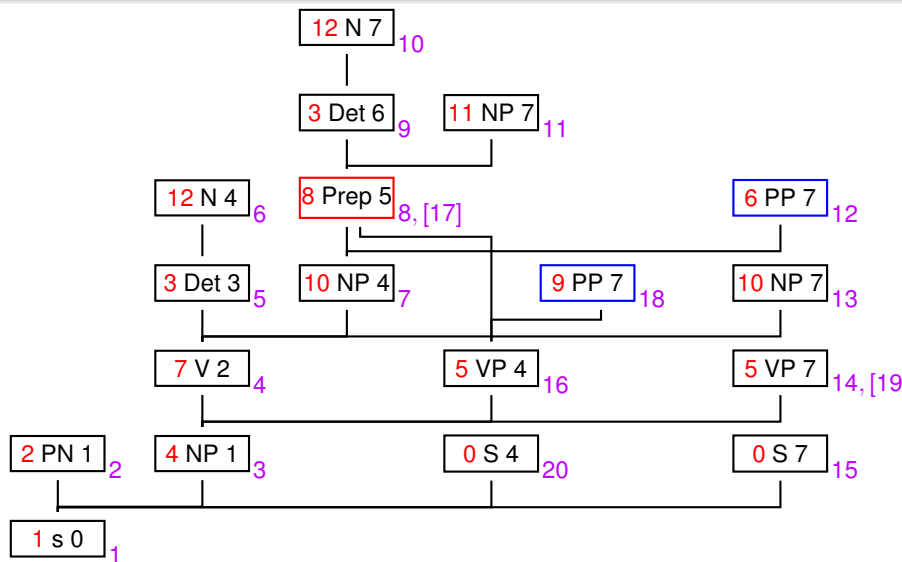 12 N 7 10
3 Det 6 9 11 NP 7 11
12 N 4 6 8 Prep 5 8, [17] 6 PP 7 12
3 Det 3 5 10 NP 4 7 9 PP 7 18 10 NP 7 13
7 V 2 4 5 VP 4 16 5 VP 7 14, [19
2 PN 1 2 4 NP 1 3 0 S 4 20 0 S 7 15
1 s 0 1